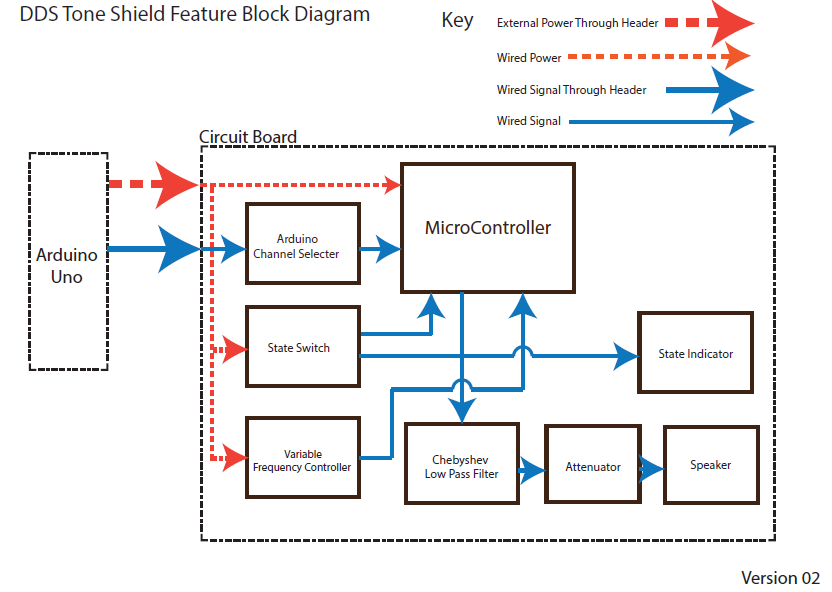 DDS Tone Shield Feature Block Diagram
Key
External Power Through Header
Wired Power
Wired Signal Through Header
Wired Signal
Circuit Board
Arduino
Uno
Arduino
Channel Selecter
MicroController
State Switch
State Indicator
Variable
Frequency Controller
Chebyshev
Low Pass Filter
Attenuator
Speaker
Version 02